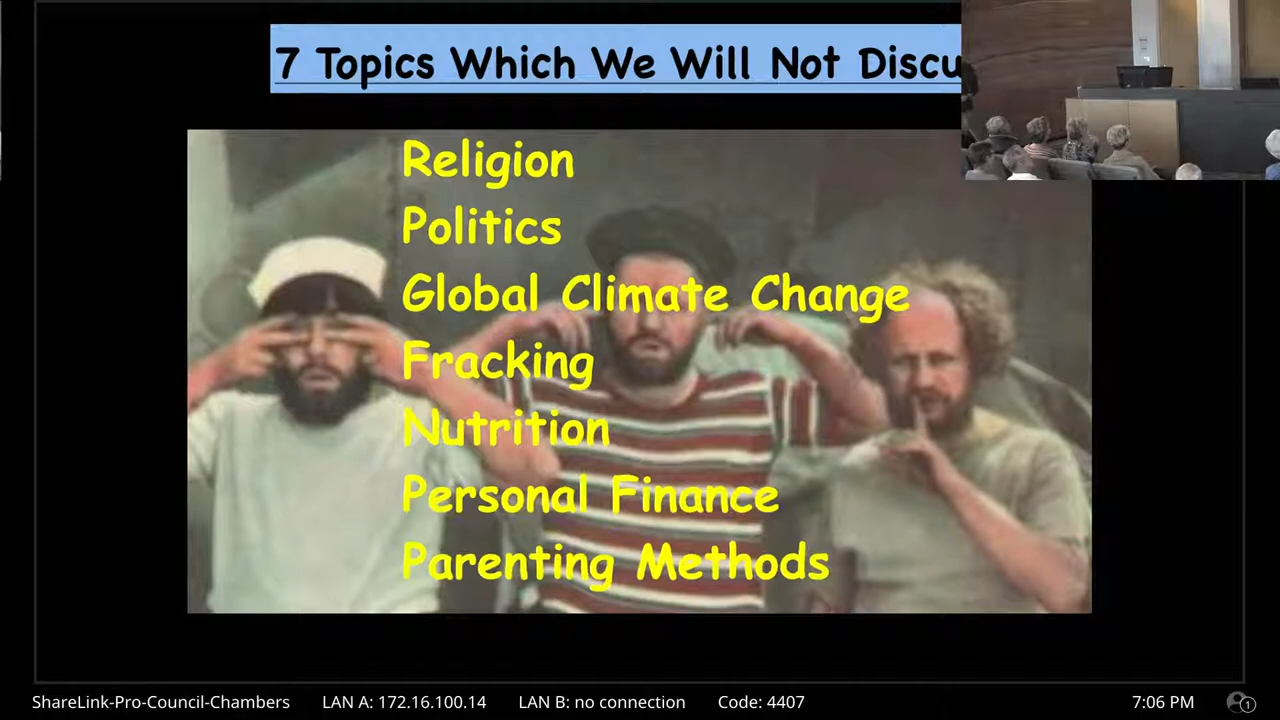 7 Topics Which We Will Not Discu
Religion
Politics
Global Climate Change
Fracking
Nutrition
Personal Finance
Parenting Methods
ShareLink-Pro-Council-Chambers LAN A: 172.16.100.14 LAN B: no connection Code: 4407 7:06 PM 1